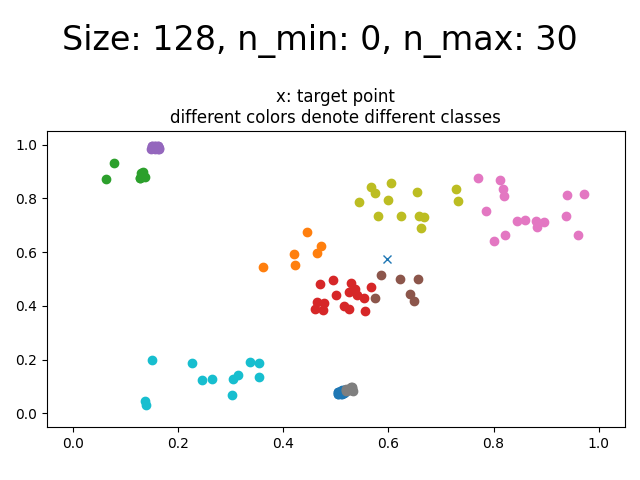 Size: 128, n_min: 0, n_max: 30
x: target point
different colors denote different classes
1.0
0.8
0.6
0.4
0.2
0.0
0.0 0.2 0.4 0.6 0.8 1.0